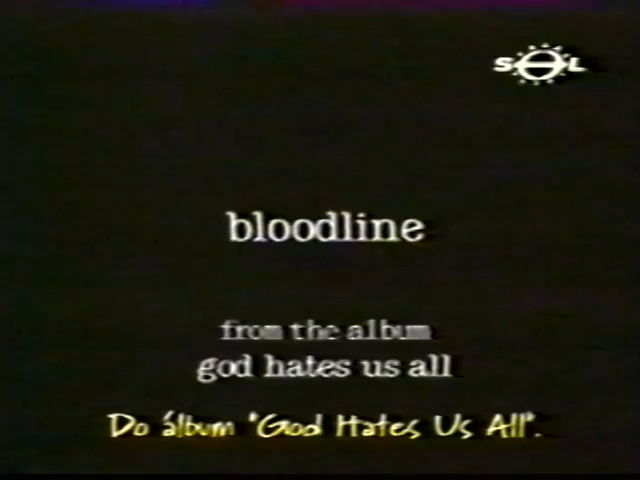 SOL
bloodline
from the album
god hates us all
Do álbum "God Hates Us All".